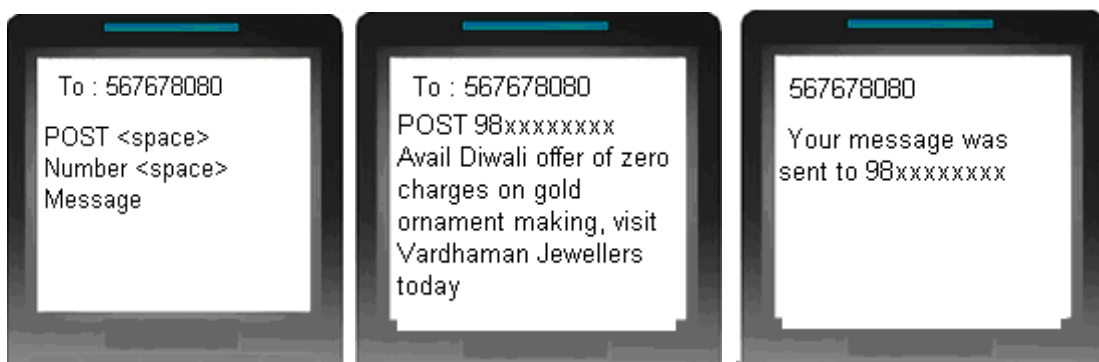 To : 567678080
POST <space>
Number <space>
Message
To : 567678080
POST 98xxxxxxxx
Avail Diwali offer of zero
charges on gold
ornament making, visit
Vardhaman Jewellers
today
567678080
Your message was
sent to 98xxxxxxxx